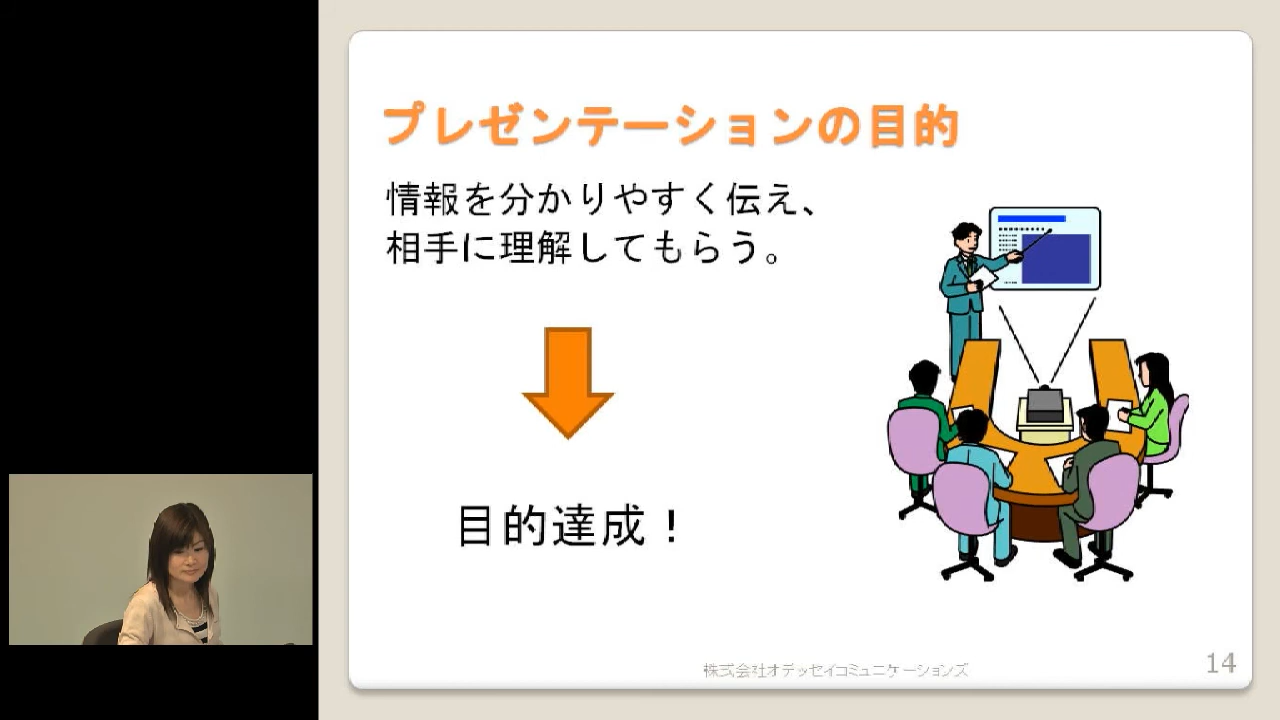 プレゼンテーションの目的
情報を分かりやすく伝え、
相手に理解してもらう。
目的達成！
株式会社オデッセイコミュニケーションズ
14